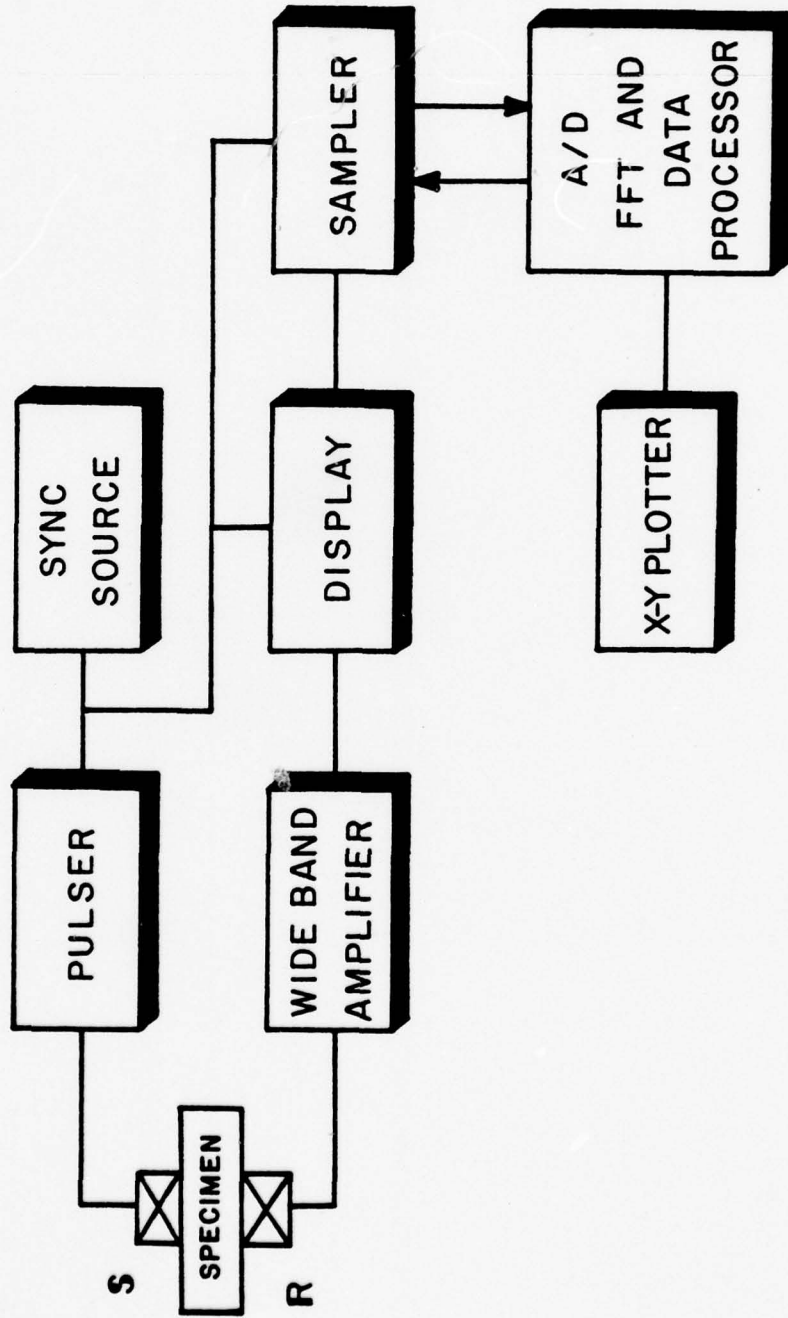 S
SPECIMEN
R
PULSER
SYNC
SOURCE
WIDE BAND
AMPLIFIER
DISPLAY
SAMPLER
X-Y PLOTTER
A/D
FFT AND
DATA
PROCESSOR